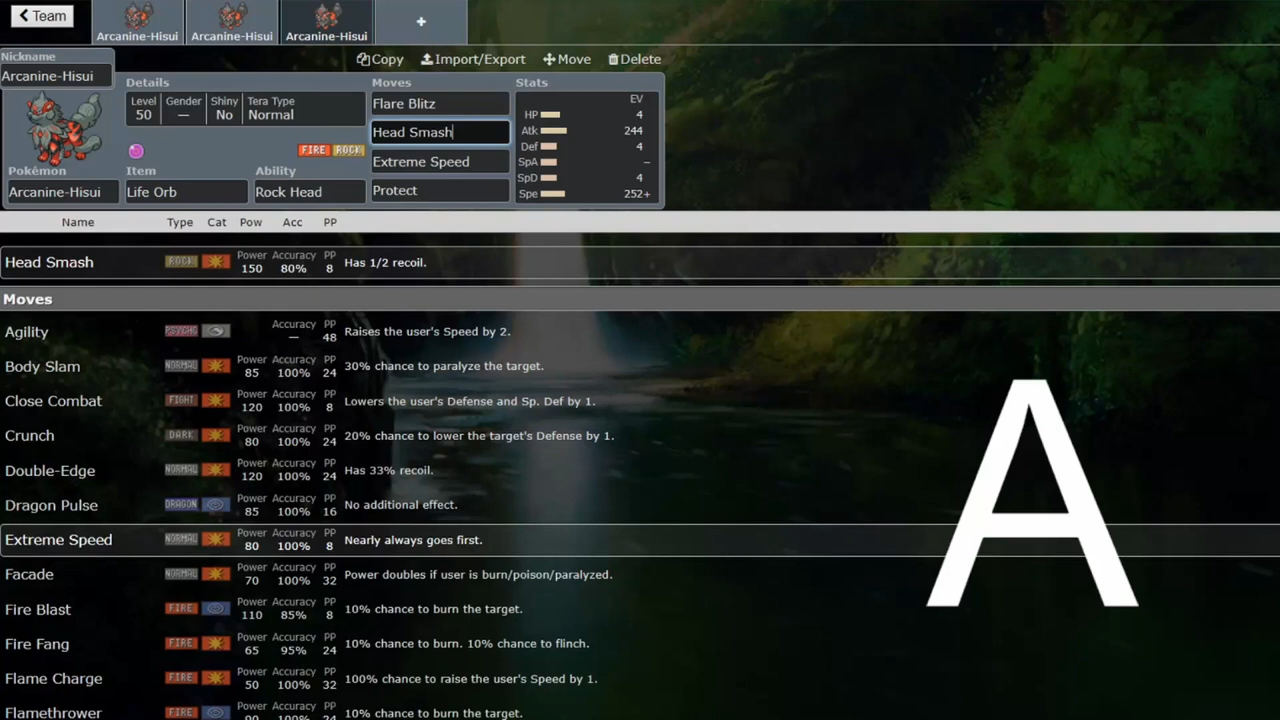 Team
Arcanine-Hisui Arcanine-Hisui Arcanine-Hisui +
Nickname
Arcanine-Hisui
Copy Import/Export Move Delete
Details
Level Gender Shiny Tera Type
50 — No Normal
FIRE ROCK
Pokémon Item Ability
Arcanine-Hisui Life Orb Rock Head
Moves
Flare Blitz
Head Smash
Extreme Speed
Protect
Stats
EV
HP 4
Atk 244
Def 4
SpA –
SpD 4
Spe 252+
Name Type Cat Pow Acc PP
Head Smash ROCK Power 150 Accuracy 80% PP 8 Has 1/2 recoil.
Moves
Agility PSYCHC Accuracy — PP 48 Raises the user's Speed by 2.
Body Slam NORMAL Power 85 Accuracy 100% PP 24 30% chance to paralyze the target.
Close Combat FIGHT Power 120 Accuracy 100% PP 8 Lowers the user's Defense and Sp. Def by 1.
Crunch DARK Power 80 Accuracy 100% PP 24 20% chance to lower the target's Defense by 1.
Double-Edge NORMAL Power 120 Accuracy 100% PP 24 Has 33% recoil.
Dragon Pulse DRAGON Power 85 Accuracy 100% PP 16 No additional effect.
Extreme Speed NORMAL Power 80 Accuracy 100% PP 8 Nearly always goes first.
Facade NORMAL Power 70 Accuracy 100% PP 32 Power doubles if user is burn/poison/paralyzed.
Fire Blast FIRE Power 110 Accuracy 85% PP 8 10% chance to burn the target.
Fire Fang FIRE Power 65 Accuracy 95% PP 24 10% chance to burn. 10% chance to flinch.
Flame Charge FIRE Power 50 Accuracy 100% PP 32 100% chance to raise the user's Speed by 1.
Flamethrower FIRE Power 90 Accuracy 100% PP 24 10% chance to burn the target.
A